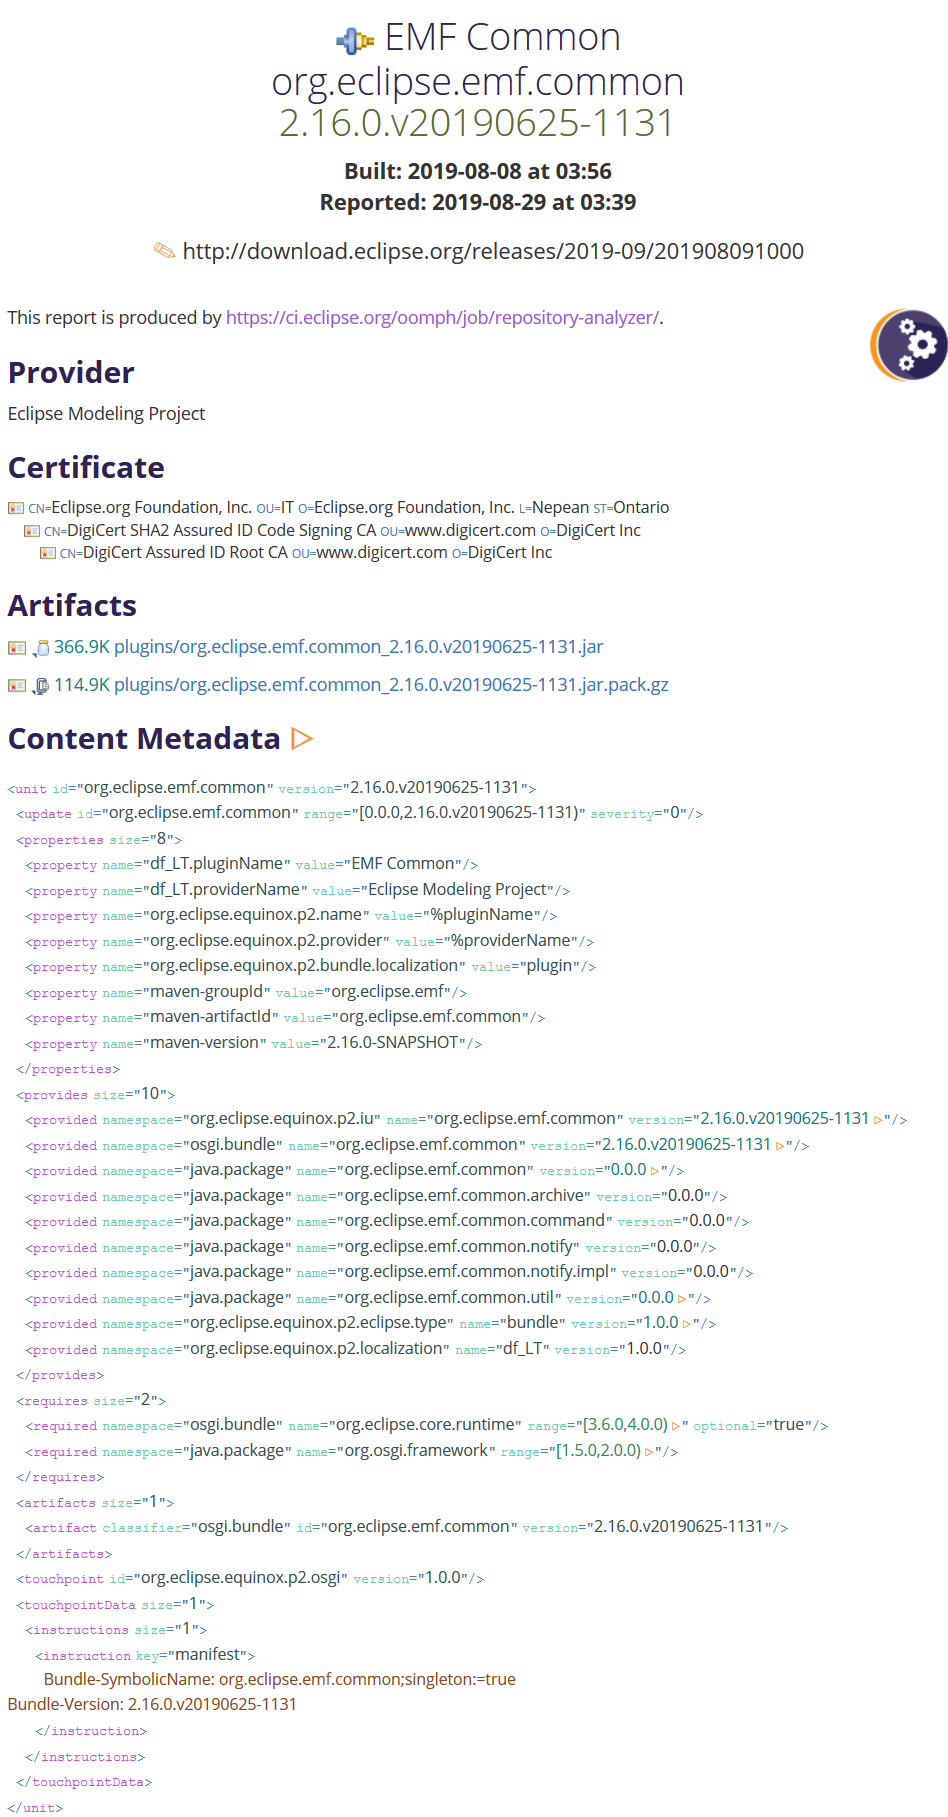 EMF Common
org.eclipse.emf.common
2.16.0.v20190625-1131
Built: 2019-08-08 at 03:56
Reported: 2019-08-29 at 03:39
http://download.eclipse.org/releases/2019-09/201908091000
This report is produced by https://ci.eclipse.org/oomph/job/repository-analyzer/.
Provider
Eclipse Modeling Project
Certificate
CN=Eclipse.org Foundation, Inc. OU=IT O=Eclipse.org Foundation, Inc. L=Nepean ST=Ontario
CN=DigiCert SHA2 Assured ID Code Signing CA OU=www.digicert.com O=DigiCert Inc
CN=DigiCert Assured ID Root CA OU=www.digicert.com O=DigiCert Inc
Artifacts
366.9K plugins/org.eclipse.emf.common_2.16.0.v20190625-1131.jar
114.9K plugins/org.eclipse.emf.common_2.16.0.v20190625-1131.jar.pack.gz
Content Metadata ▷
<unit id="org.eclipse.emf.common" version="2.16.0.v20190625-1131">
<update id="org.eclipse.emf.common" range="[0.0.0,2.16.0.v20190625-1131)" severity="0"/>
<properties size="8">
<property name="df_LT.pluginName" value="EMF Common"/>
<property name="df_LT.providerName" value="Eclipse Modeling Project"/>
<property name="org.eclipse.equinox.p2.name" value="%pluginName"/>
<property name="org.eclipse.equinox.p2.provider" value="%providerName"/>
<property name="org.eclipse.equinox.p2.bundle.localization" value="plugin"/>
<property name="maven-groupId" value="org.eclipse.emf"/>
<property name="maven-artifactId" value="org.eclipse.emf.common"/>
<property name="maven-version" value="2.16.0-SNAPSHOT"/>
</properties>
<provides size="10">
<provided namespace="org.eclipse.equinox.p2.iu" name="org.eclipse.emf.common" version="2.16.0.v20190625-1131 ▷"/>
<provided namespace="osgi.bundle" name="org.eclipse.emf.common" version="2.16.0.v20190625-1131 ▷"/>
<provided namespace="java.package" name="org.eclipse.emf.common" version="0.0.0 ▷"/>
<provided namespace="java.package" name="org.eclipse.emf.common.archive" version="0.0.0"/>
<provided namespace="java.package" name="org.eclipse.emf.common.command" version="0.0.0"/>
<provided namespace="java.package" name="org.eclipse.emf.common.notify" version="0.0.0"/>
<provided namespace="java.package" name="org.eclipse.emf.common.notify.impl" version="0.0.0"/>
<provided namespace="java.package" name="org.eclipse.emf.common.util" version="0.0.0 ▷"/>
<provided namespace="org.eclipse.equinox.p2.eclipse.type" name="bundle" version="1.0.0 ▷"/>
<provided namespace="org.eclipse.equinox.p2.localization" name="df_LT" version="1.0.0"/>
</provides>
<requires size="2">
<required namespace="osgi.bundle" name="org.eclipse.core.runtime" range="[3.6.0,4.0.0) ▷" optional="true"/>
<required namespace="java.package" name="org.osgi.framework" range="[1.5.0,2.0.0) ▷"/>
</requires>
<artifacts size="1">
<artifact classifier="osgi.bundle" id="org.eclipse.emf.common" version="2.16.0.v20190625-1131"/>
</artifacts>
<touchpoint id="org.eclipse.equinox.p2.osgi" version="1.0.0"/>
<touchpointData size="1">
<instructions size="1">
<instruction key="manifest">
Bundle-SymbolicName: org.eclipse.emf.common;singleton:=true
Bundle-Version: 2.16.0.v20190625-1131
</instruction>
</instructions>
</touchpointData>
</unit>